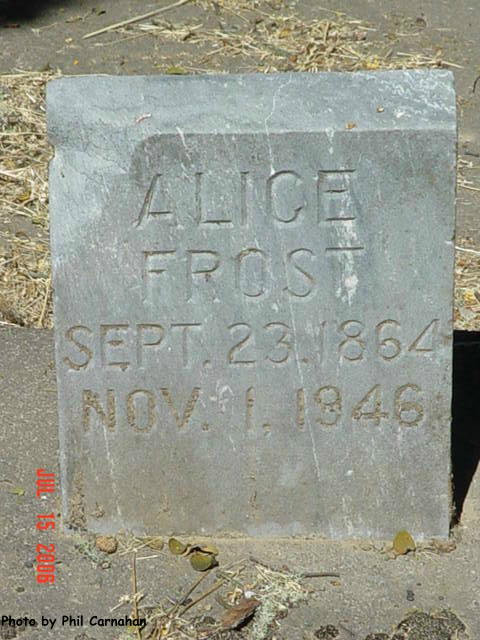 ALICE
FROST
SEPT. 23. 1864
NOV. 1. 1946
JUL 15 2006
Photo by Phil Carnahan